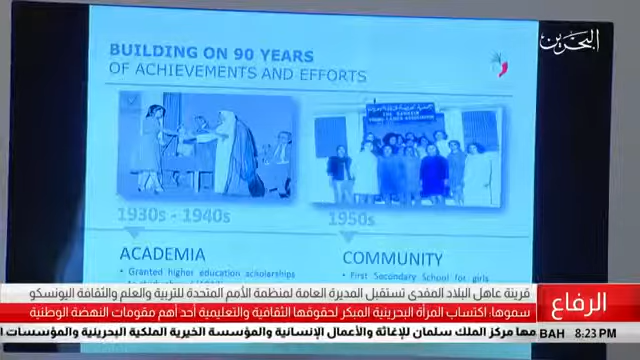 البحرين
BUILDING ON 90 YEARS
OF ACHIEVEMENTS AND EFFORTS
1930s - 1940s
1950s
ACADEMIA
COMMUNITY
• Granted higher education scholarships
• First Secondary School for girls
الرفاع
قرينة عاهل البلاد المفدى تستقبل المديرة العامة لمنظمة الأمم المتحدة للتربية والعلم والثقافة اليونسكو
سموها: اكتساب المرأة البحرينية المبكر لحقوقها الثقافية والتعليمية أحد أهم مقومات النهضة الوطنية
مها مركز الملك سلمان للإغاثة والأعمال الإنسانية والمؤسسة الخيرية الملكية البحرينية والمؤسسات
BAH 8:23 PM